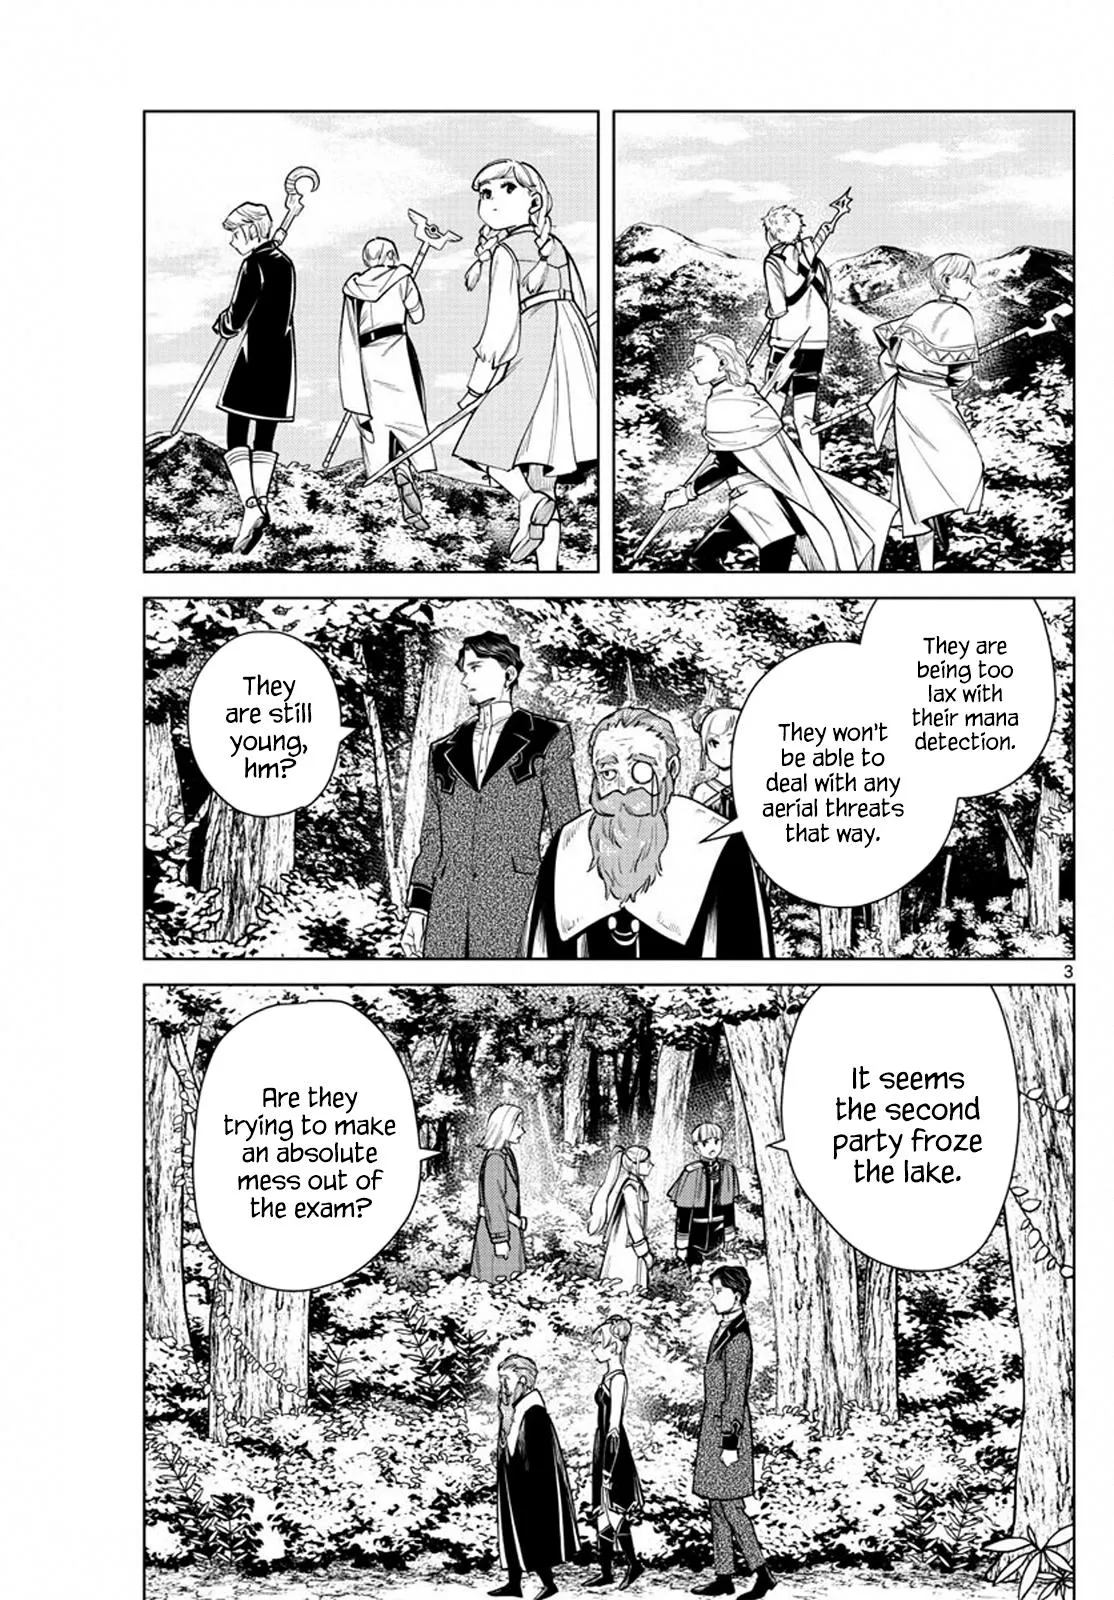 They are
being too
lax with
their mana
detection.
They won't
be able to
deal with any
aerial threats
that way.
They
are still
young,
hm?
3
It seems
the second
party froze
the lake.
Are they
trying to make
an absolute
mess out of
the exam?